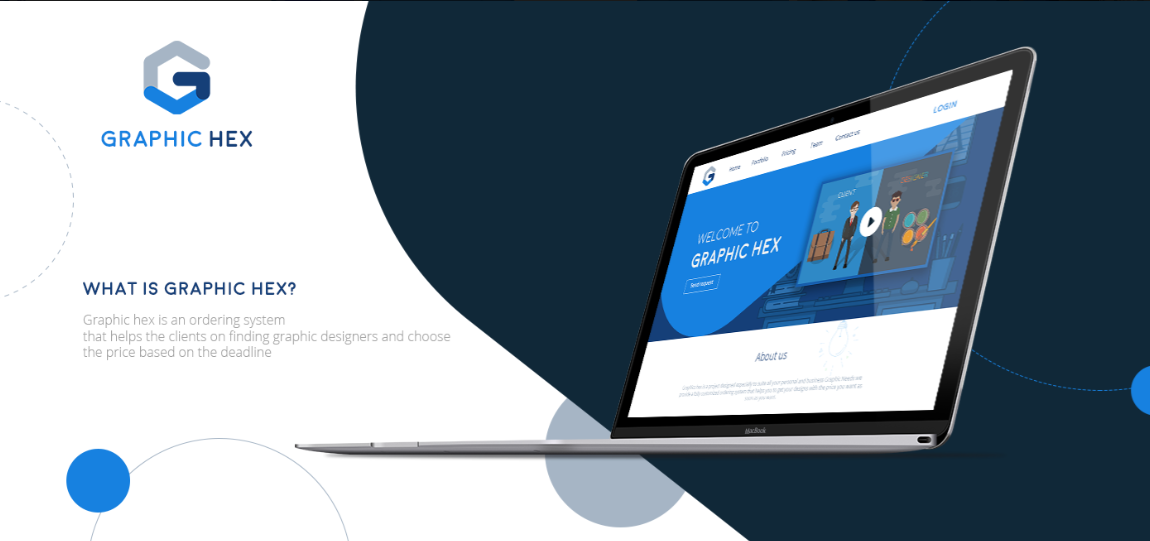 GRAPHIC HEX
WHAT IS GRAPHIC HEX?
Graphic hex is an ordering system
that helps the clients on finding graphic designers and choose
the price based on the deadline
Home Portfolio Pricing Team Contact us LOGIN
CLIENT DESIGNER
WELCOME TO
GRAPHIC HEX
Send request
About us
MacBook